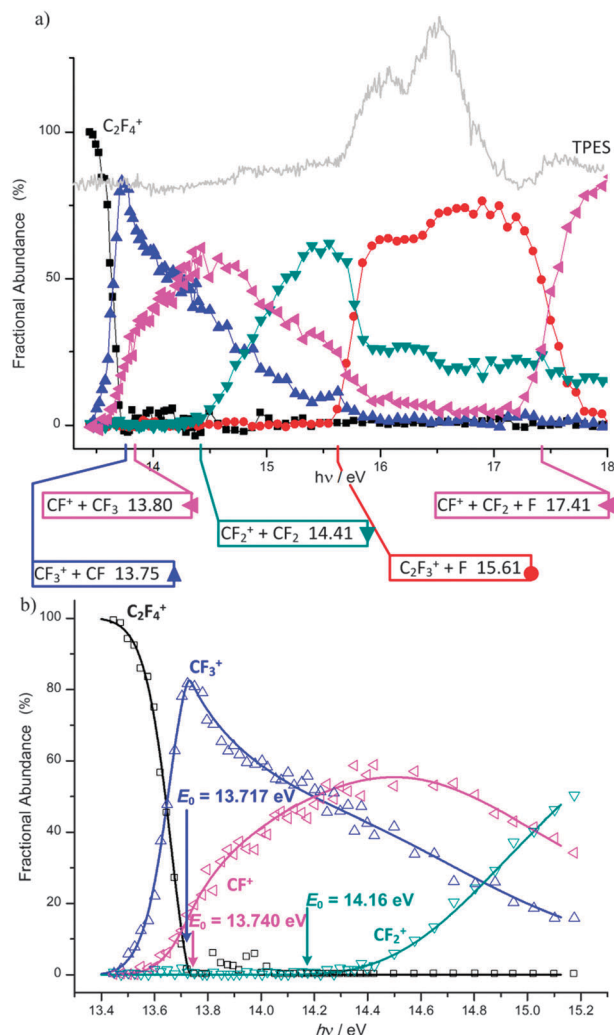 a)
C₂F₄⁺
TPES
100
50
0
Fractional Abundance (%)
14 15 16 17 18
hν / eV
CF⁺ + CF₃ 13.80
CF₂⁺ + CF₂ 14.41
CF⁺ + CF₂ + F 17.41
CF₃⁺ + CF 13.75
C₂F₃⁺ + F 15.61
b)
C₂F₄⁺
CF₃⁺
100
80
60
40
20
0
Fractional Abundance (%)
E₀ = 13.717 eV
CF⁺
E₀ = 14.16 eV
E₀ = 13.740 eV
CF₂⁺
13.4 13.6 13.8 14.0 14.2 14.4 14.6 14.8 15.0 15.2
hν / eV